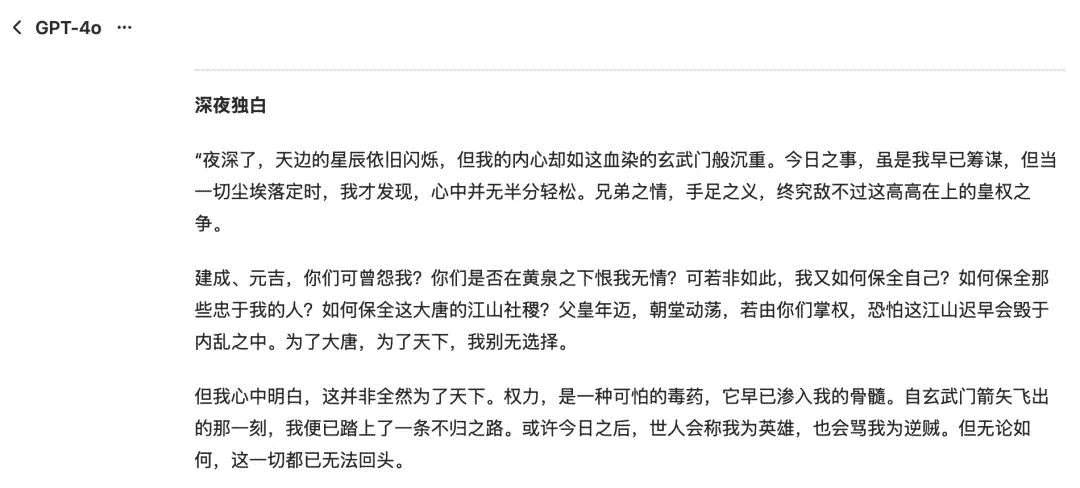 GPT-4o ···
深夜独白
“夜深了，天边的星辰依旧闪烁，但我的内心却如这血染的玄武门般沉重。今日之事，虽是我早已筹谋，但当
一切尘埃落定时，我才发现，心中并无半分轻松。兄弟之情，手足之义，终究敌不过这高高在上的皇权之
争。
建成、元吉，你们可曾怨我？你们是否在黄泉之下恨我无情？可若非如此，我又如何保全自己？如何保全那
些忠于我的人？如何保全这大唐的江山社稷？父皇年迈，朝堂动荡，若由你们掌权，恐怕这江山迟早会毁于
内乱之中。为了大唐，为了天下，我别无选择。
但我心中明白，这并非全然为了天下。权力，是一种可怕的毒药，它早已渗入我的骨髓。自玄武门箭矢飞出
的那一刻，我便已踏上了一条不归之路。或许今日之后，世人会称我为英雄，也会骂我为逆贼。但无论如
何，这一切都已无法回头。